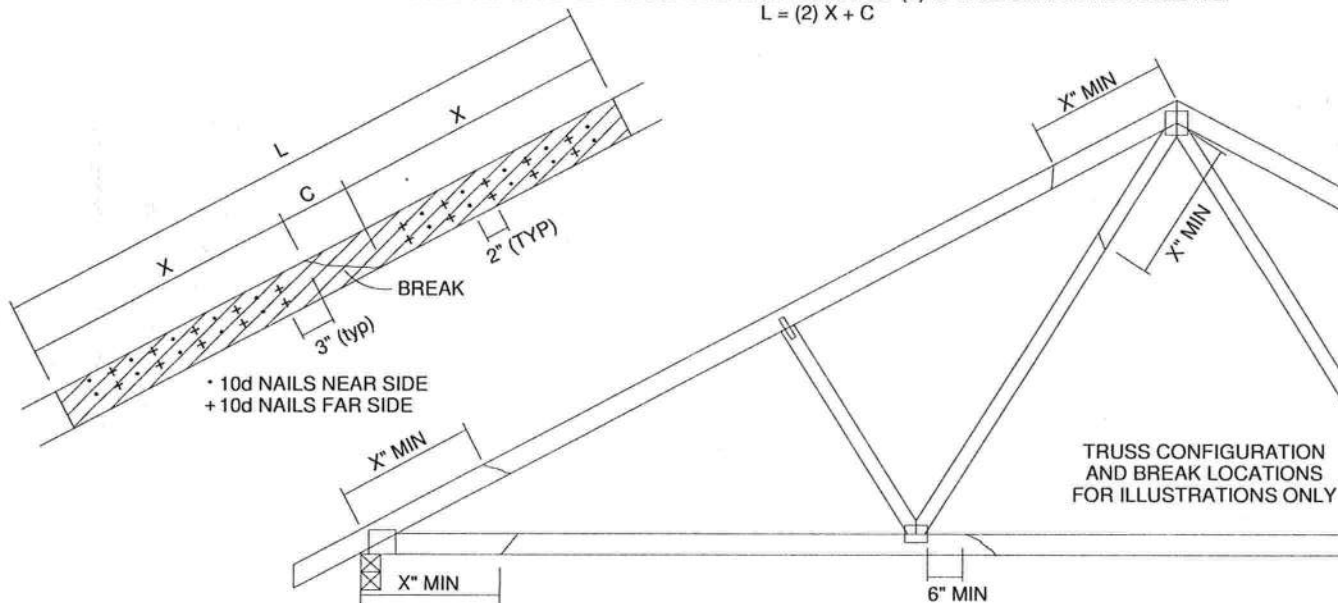 L = (2) X + C
X" MIN
X
L
C
X
2" (TYP)
X" MIN
BREAK
3" (typ)
· 10d NAILS NEAR SIDE
+ 10d NAILS FAR SIDE
X" MIN
TRUSS CONFIGURATION
AND BREAK LOCATIONS
FOR ILLUSTRATIONS ONLY
X" MIN
6" MIN